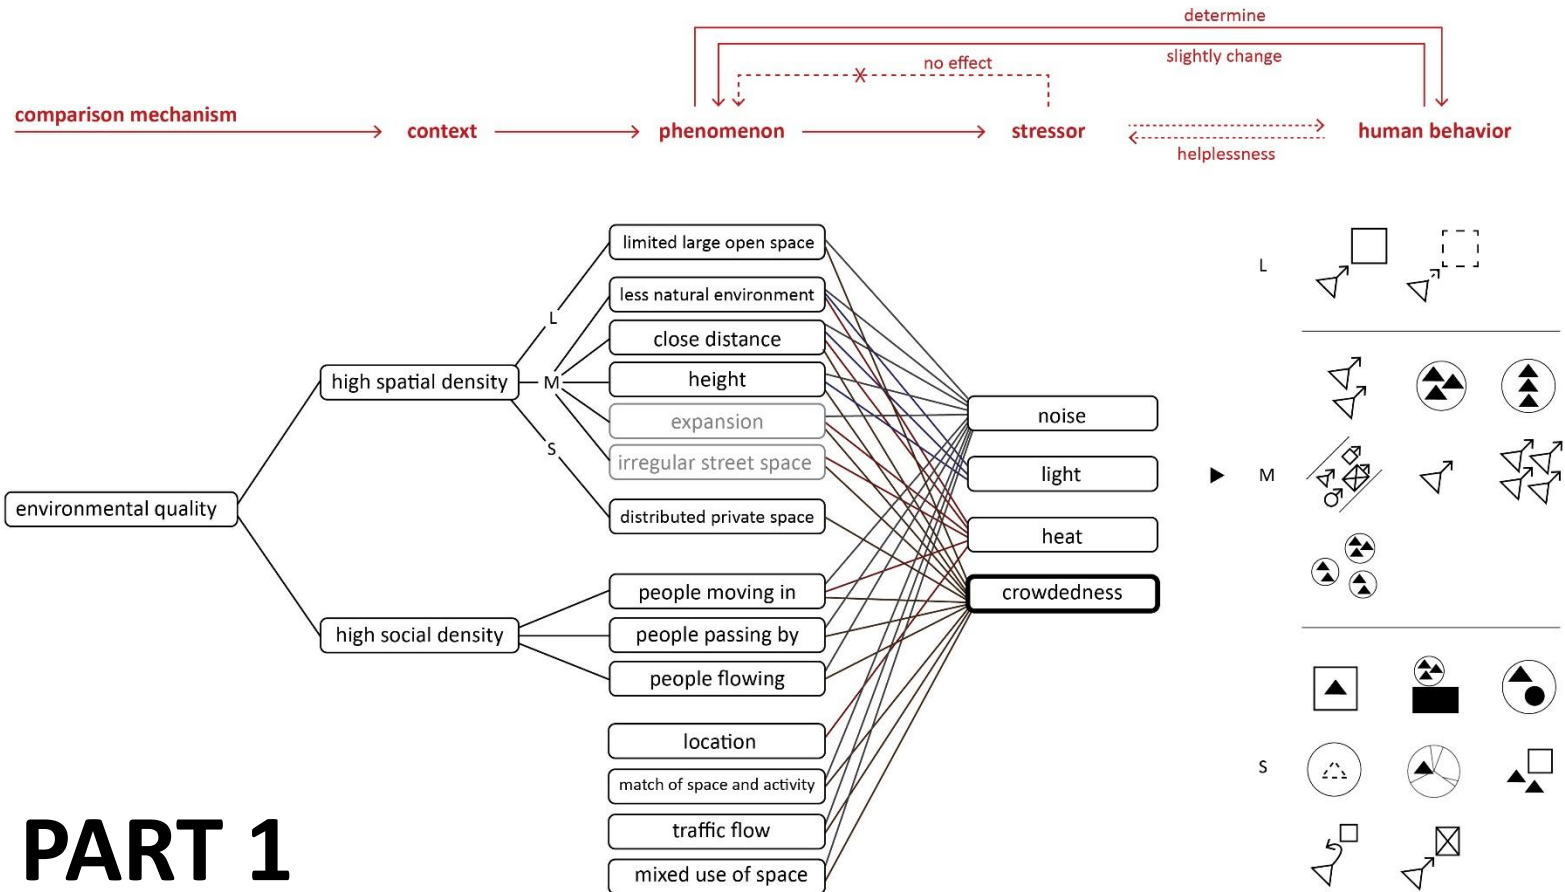 determine
slightly change
no effect
X
comparison mechanism
context
phenomenon
stressor
human behavior
helplessness
limited large open space
less natural environment
close distance
height
expansion
irregular street space
distributed private space
L
M
S
high spatial density
environmental quality
high social density
people moving in
people passing by
people flowing
location
match of space and activity
traffic flow
mixed use of space
noise
light
heat
crowdedness
L
M
S
PART 1